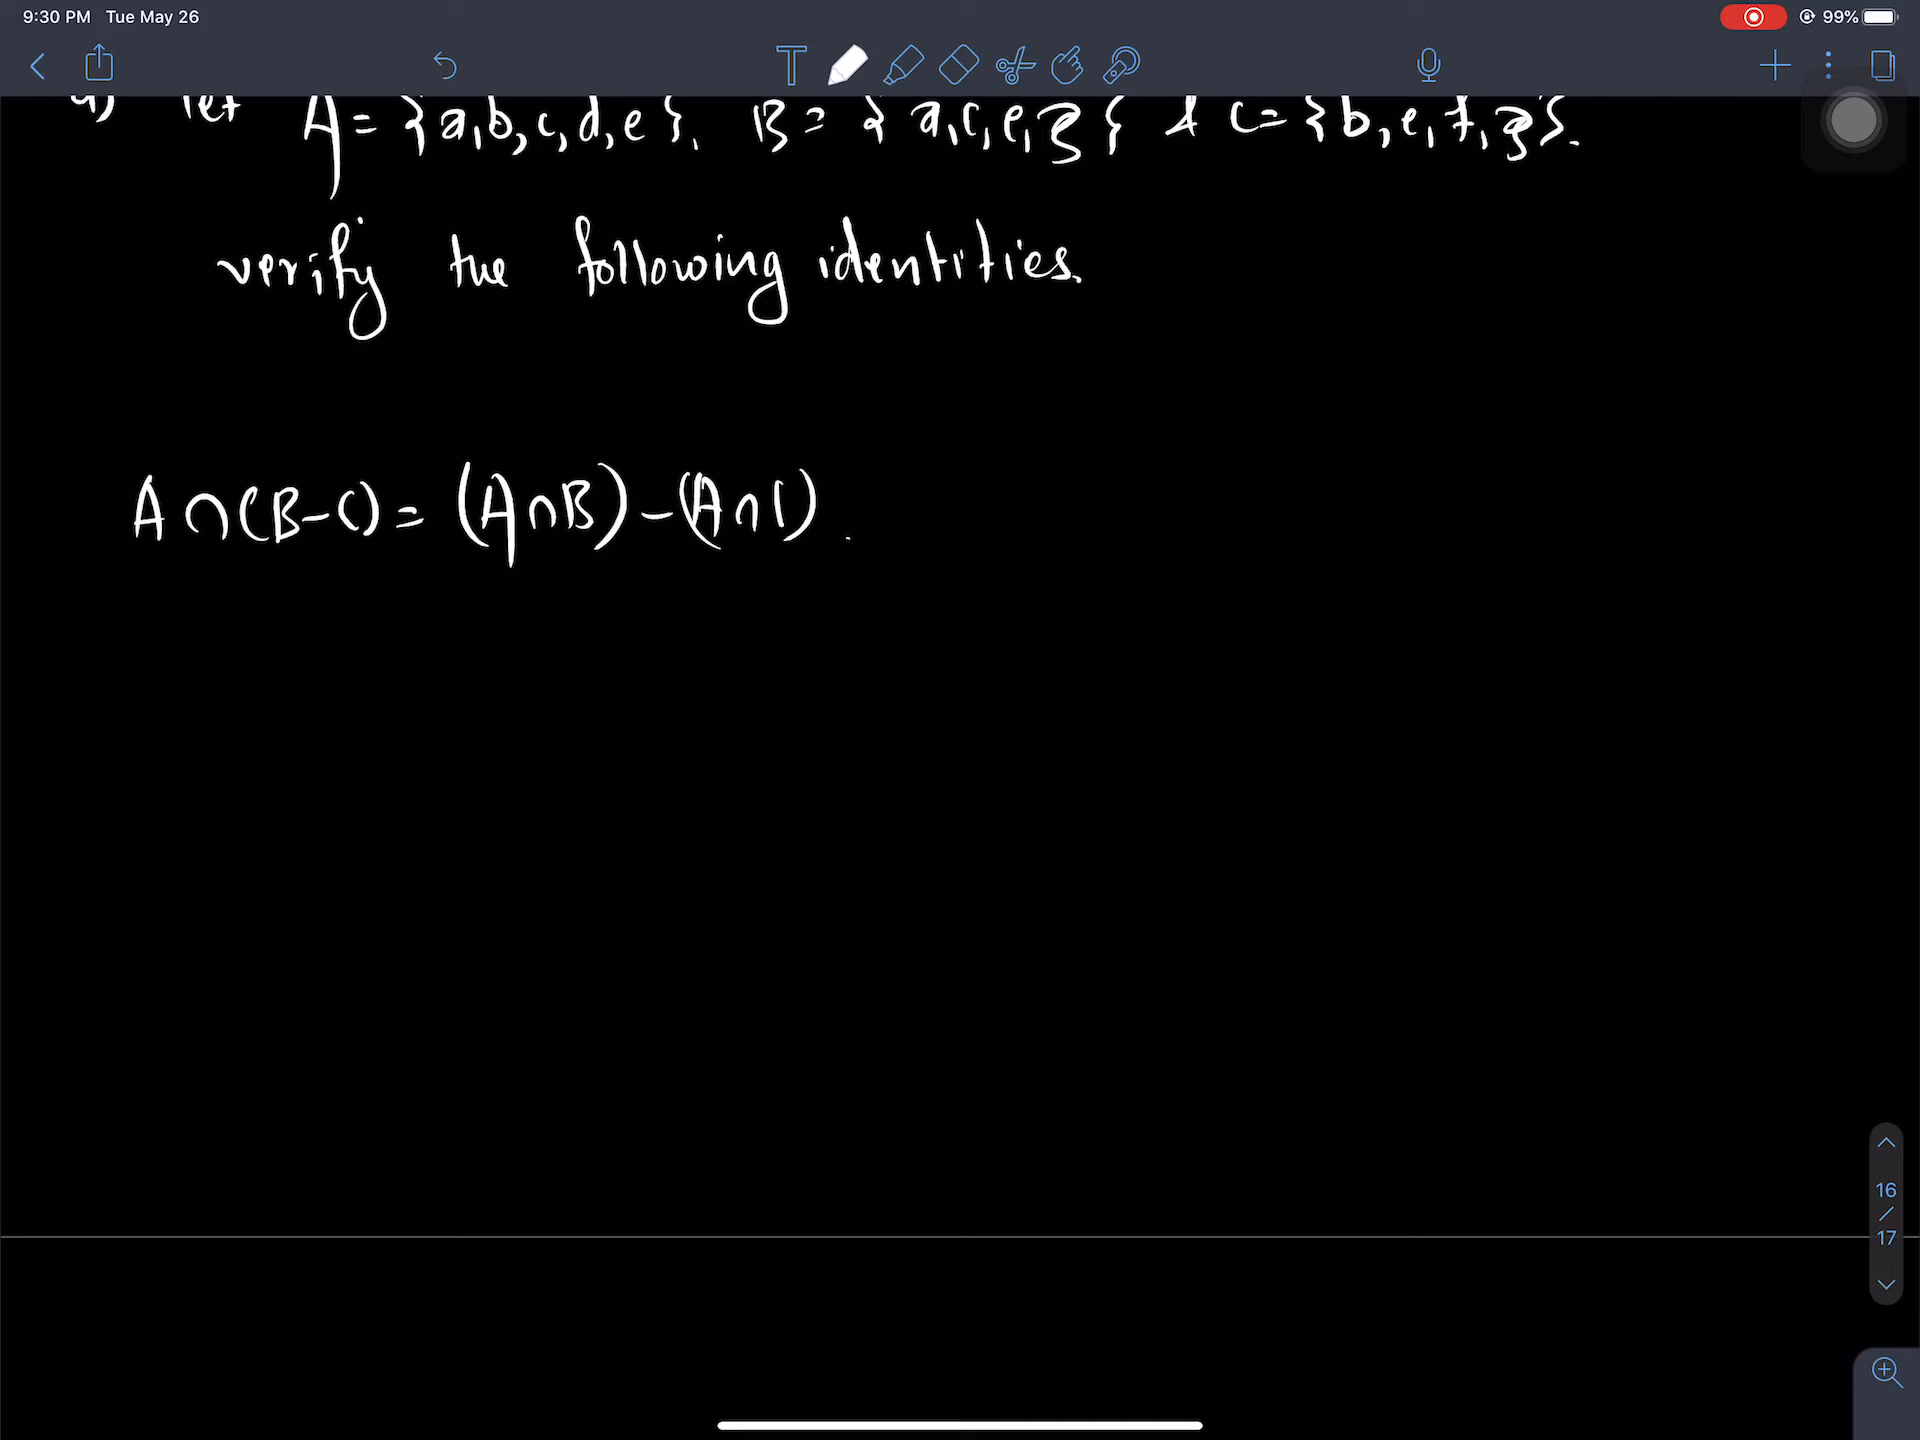 9:30 PM Tue May 26
99%
let A = {a,b,c,d,e}. B = {a,c,e,g} & C = {b,e,f,g}.
verify the following identities.
A∩(B-C) = (A∩B)-(A∩C).
16
/
17